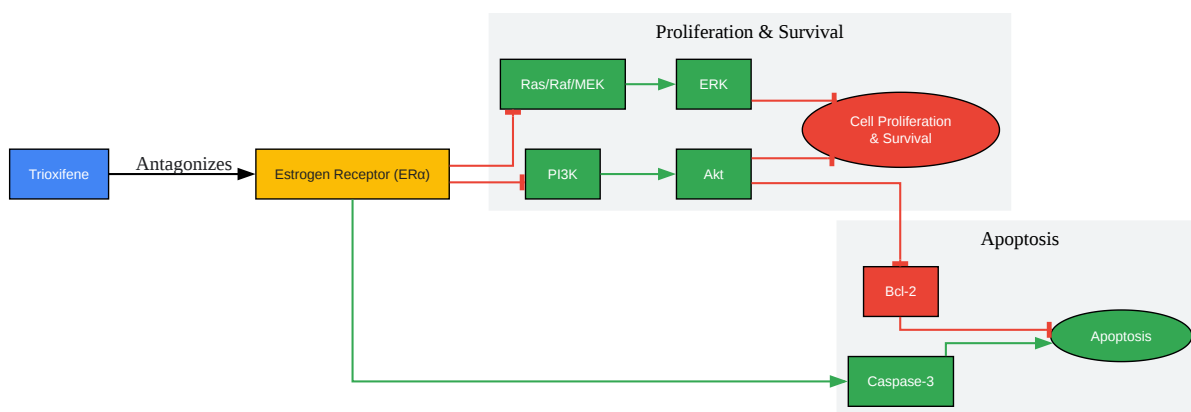 Proliferation & Survival
Ras/Raf/MEK
ERK
Cell Proliferation
& Survival
Trioxifene
Antagonizes
Estrogen Receptor (ERα)
PI3K
Akt
Apoptosis
Bcl-2
Apoptosis
Caspase-3